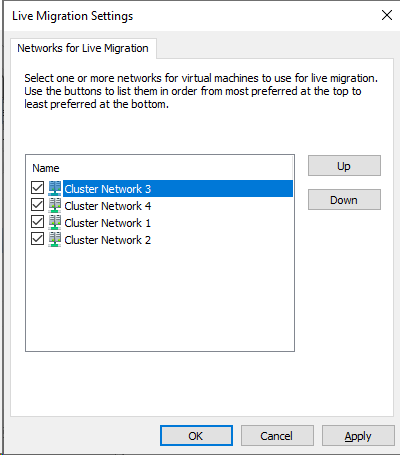 Live Migration Settings
Networks for Live Migration
Select one or more networks for virtual machines to use for live migration.
Use the buttons to list them in order from most preferred at the top to
least preferred at the bottom.
Name
Up
Cluster Network 3
Cluster Network 4
Down
Cluster Network 1
Cluster Network 2
OK
Cancel
Apply